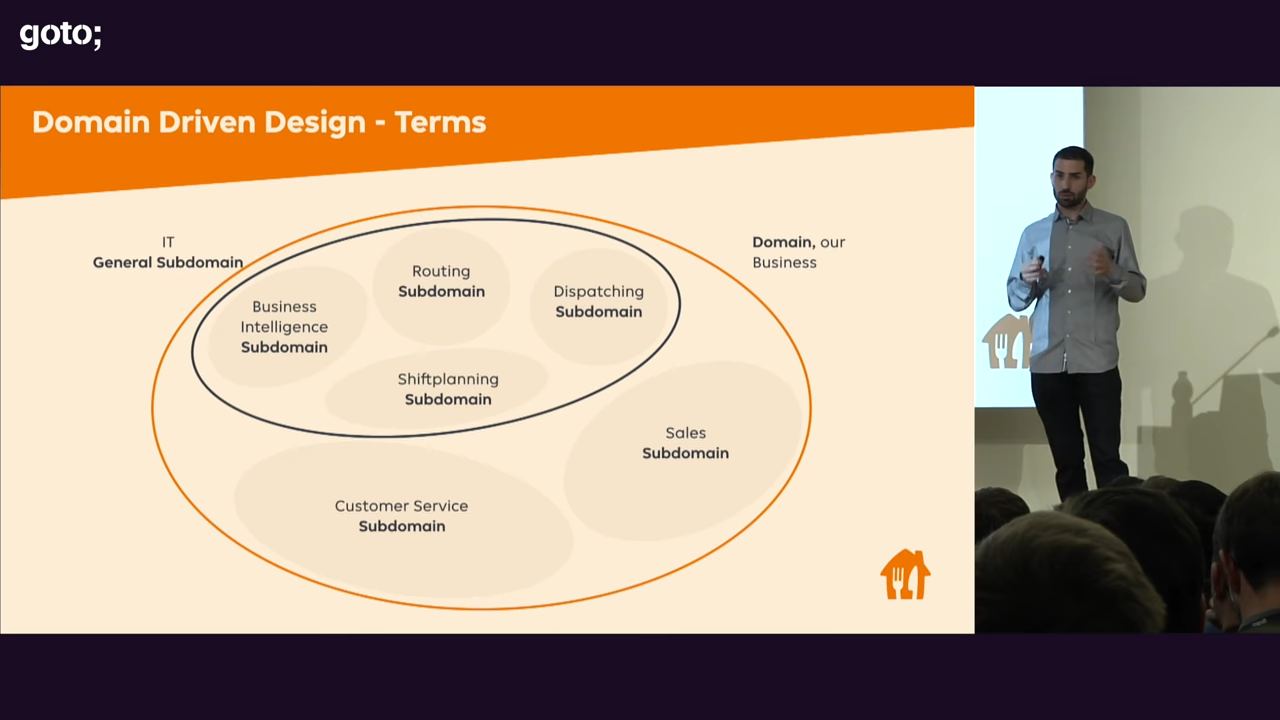 goto;
Domain Driven Design - Terms
IT
General Subdomain
Domain, our
Business
Routing
Subdomain
Dispatching
Subdomain
Business
Intelligence
Subdomain
Shiftplanning
Subdomain
Sales
Subdomain
Customer Service
Subdomain